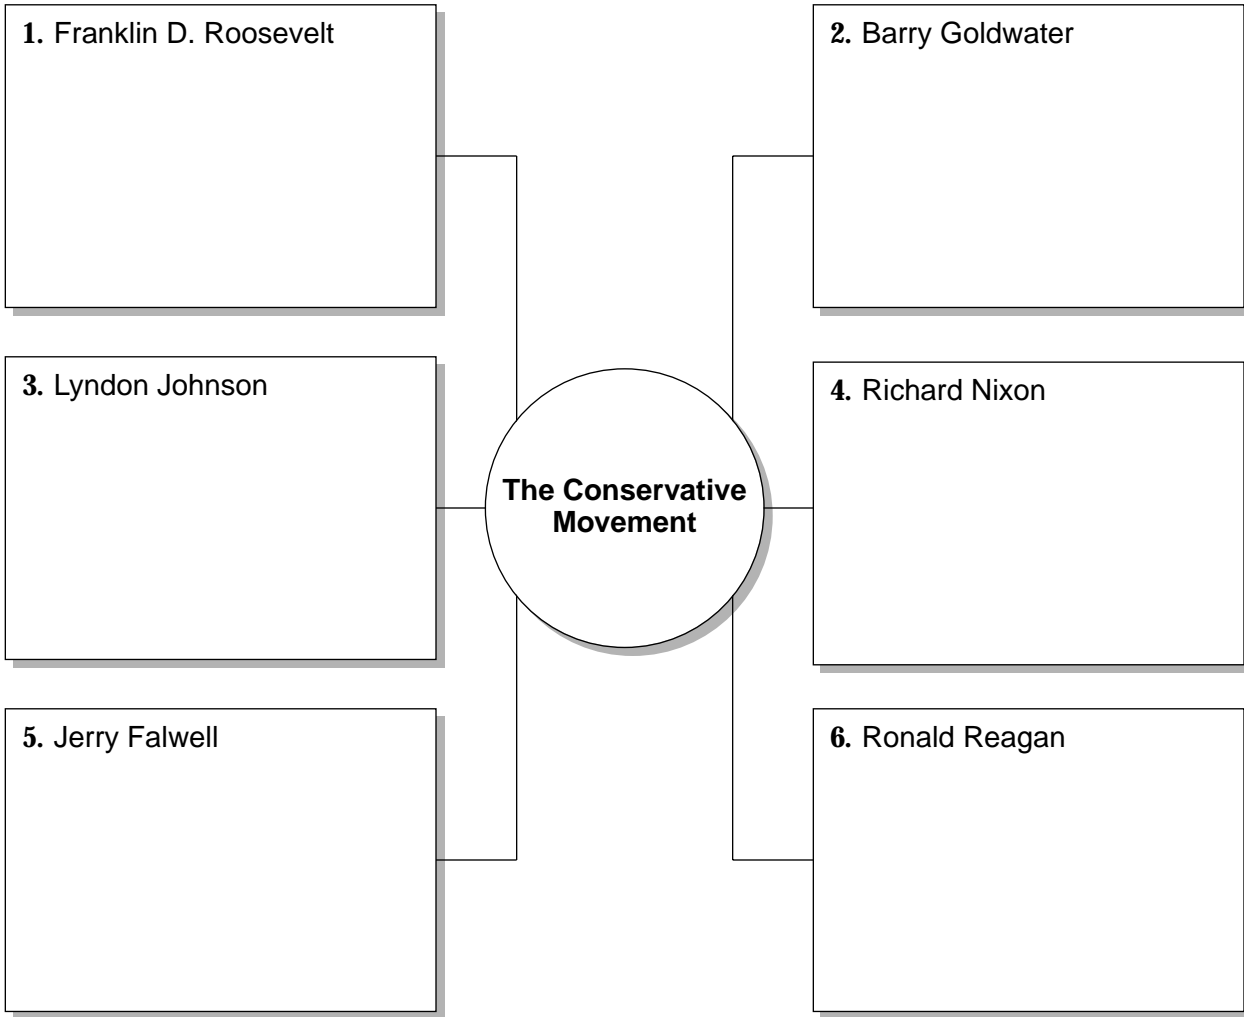 1. Franklin D. Roosevelt
2. Barry Goldwater
3. Lyndon Johnson
4. Richard Nixon
The Conservative
Movement
5. Jerry Falwell
6. Ronald Reagan